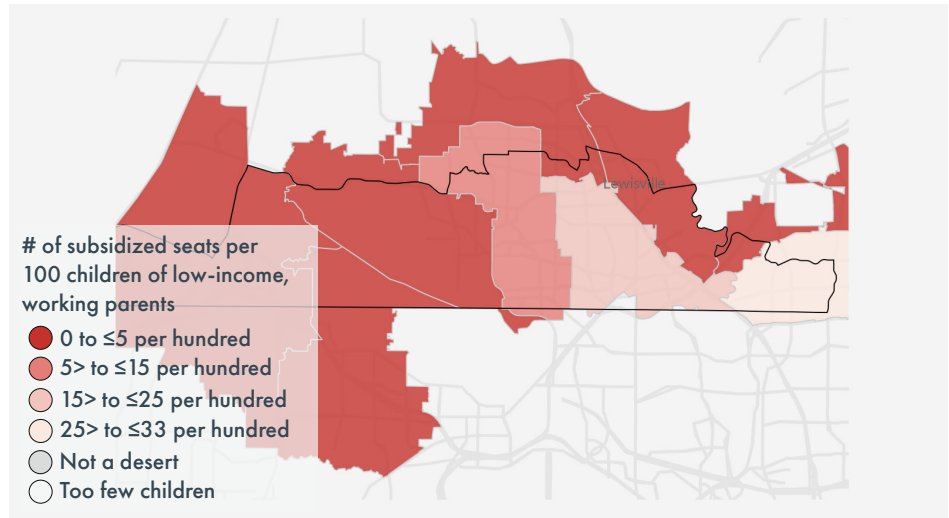 Lewisville
# of subsidized seats per
100 children of low-income,
working parents
0 to ≤5 per hundred
5> to ≤15 per hundred
15> to ≤25 per hundred
25> to ≤33 per hundred
Not a desert
Too few children